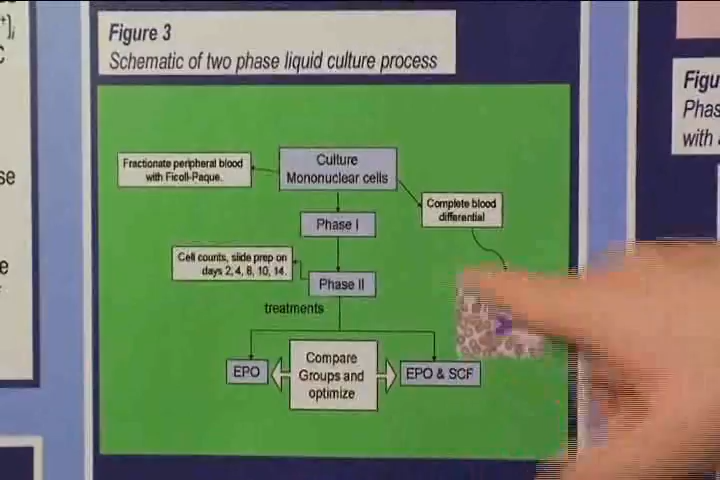 Figure 3
Schematic of two phase liquid culture process
Fractionate peripheral blood
with Ficoll-Paque.
Culture
Mononuclear cells
Complete blood
differential
Phase I
Cell counts, slide prep on
days 2, 4, 8, 10, 14.
Phase II
treatments
EPO
Compare
Groups and
optimize
EPO & SCF
Figu
Phas
with
se
e